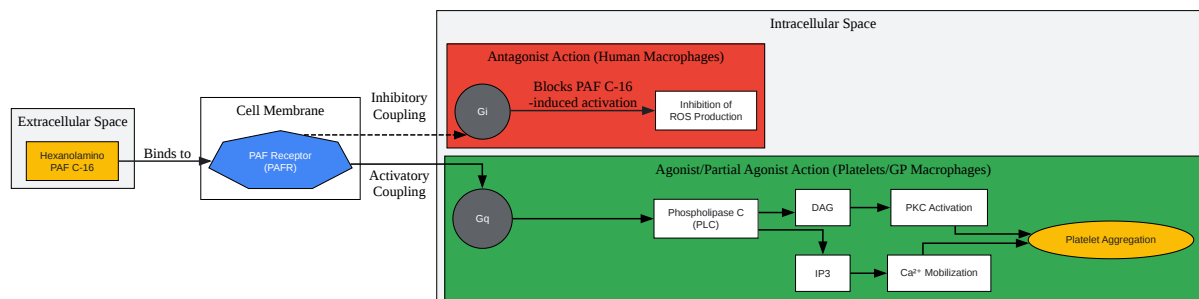 Intracellular Space
Antagonist Action (Human Macrophages)
Gi
Blocks PAF C-16
-induced activation
Inhibition of
ROS Production
Inhibitory
Coupling
Cell Membrane
Extracellular Space
Hexanolamino
PAF C-16
Binds to
PAF Receptor
(PAFR)
Activatory
Coupling
Agonist/Partial Agonist Action (Platelets/GP Macrophages)
Gq
Phospholipase C
(PLC)
DAG
PKC Activation
IP3
Ca²⁺ Mobilization
Platelet Aggregation